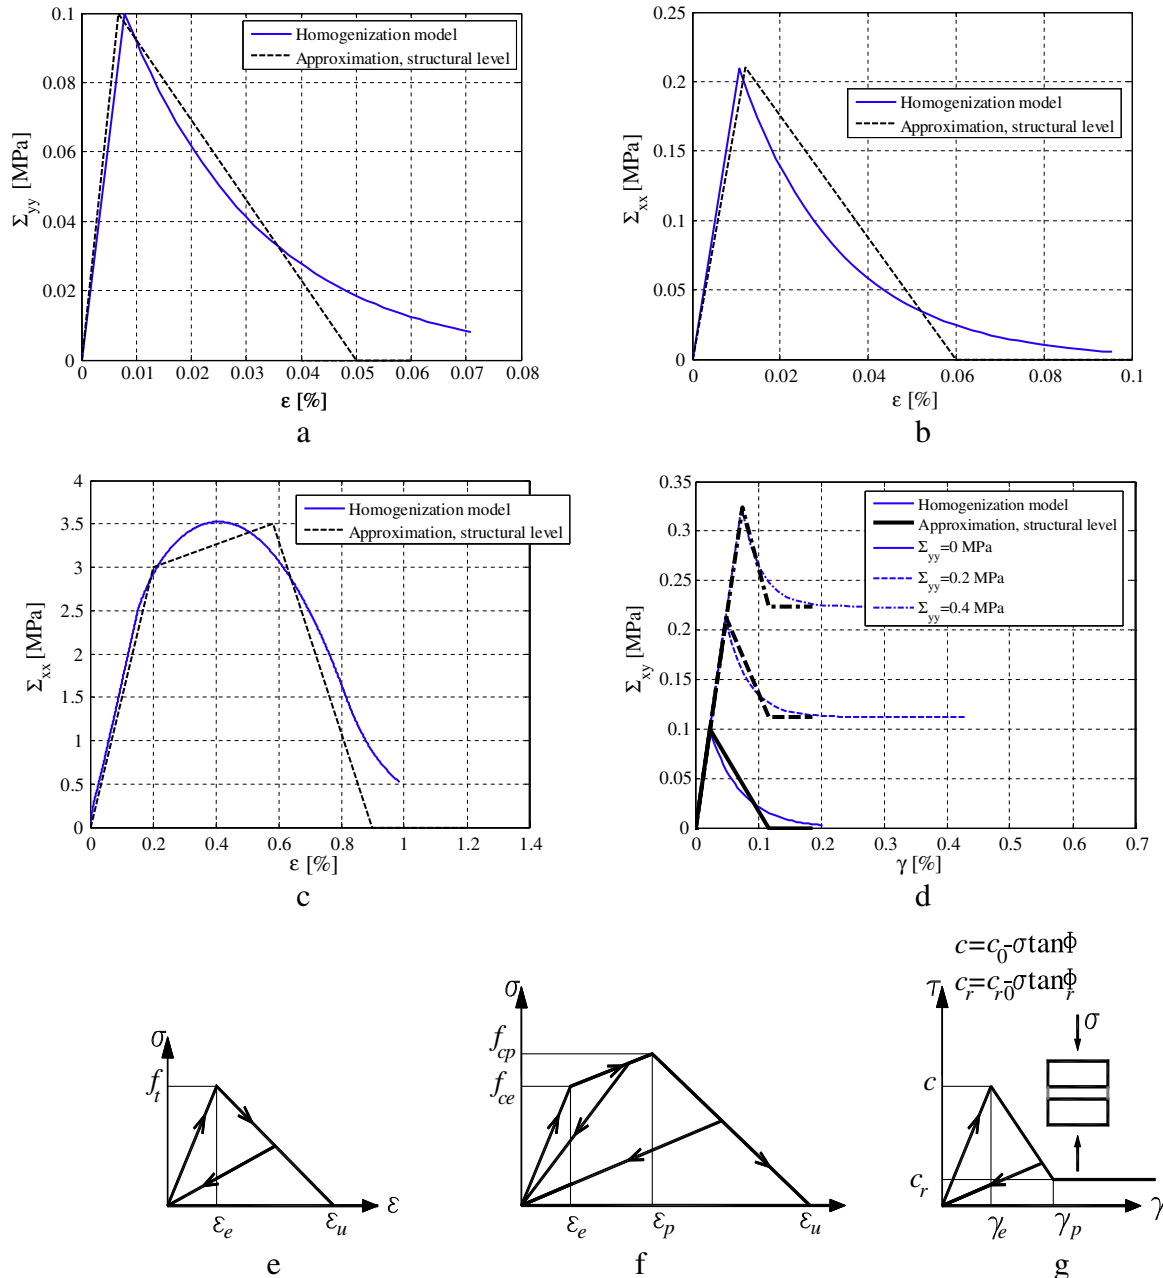 0.1
0.08
0.06
0.04
0.02
0
Σyy [MPa]
Homogenization model
Approximation, structural level
0 0.01 0.02 0.03 0.04 0.05 0.06 0.07 0.08
ε [%]
a
0.25
0.2
0.15
0.1
0.05
0
Σxx [MPa]
Homogenization model
Approximation, structural level
0 0.02 0.04 0.06 0.08 0.1
ε [%]
b
4
3.5
3
2.5
2
1.5
1
0.5
0
Σxx [MPa]
Homogenization model
Approximation, structural level
0 0.2 0.4 0.6 0.8 1 1.2 1.4
ε [%]
c
0.35
0.3
0.25
0.2
0.15
0.1
0.05
0
Σxy [MPa]
Homogenization model
Approximation, structural level
Σyy=0 MPa
Σyy=0.2 MPa
Σyy=0.4 MPa
0 0.1 0.2 0.3 0.4 0.5 0.6 0.7
γ [%]
d
σ
ft
εe εu ε
e
σ
fcp
fce
εe εp εu
f
c=c0-σtanΦ
cr=cr0-σtanΦr
τ
σ
c
cr
γe γp γ
g